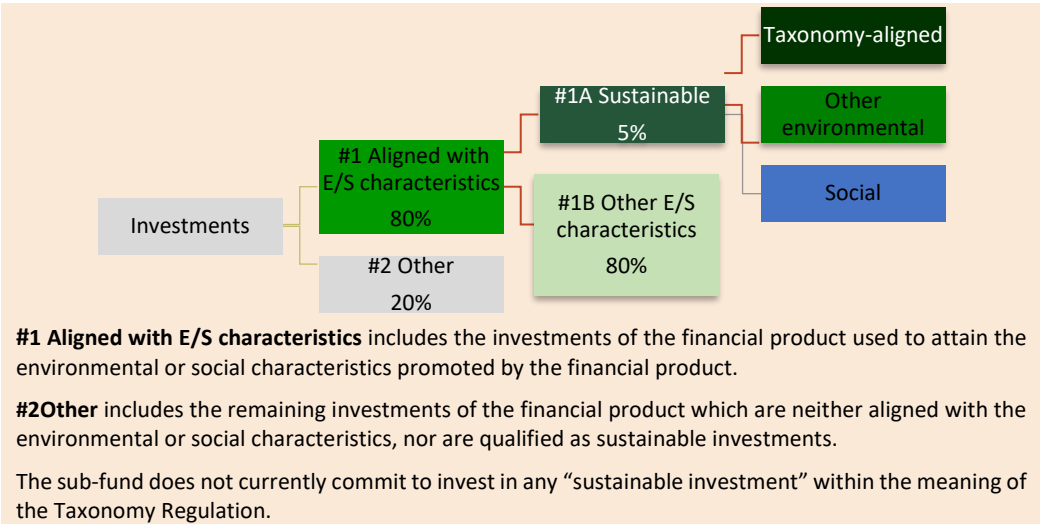 Taxonomy-aligned
#1A Sustainable
5%
Other
environmental
#1 Aligned with
E/S characteristics
80%
Social
#1B Other E/S
characteristics
80%
Investments
#2 Other
20%
#1 Aligned with E/S characteristics includes the investments of the financial product used to attain the
environmental or social characteristics promoted by the financial product.
#2Other includes the remaining investments of the financial product which are neither aligned with the
environmental or social characteristics, nor are qualified as sustainable investments.
The sub-fund does not currently commit to invest in any “sustainable investment” within the meaning of
the Taxonomy Regulation.